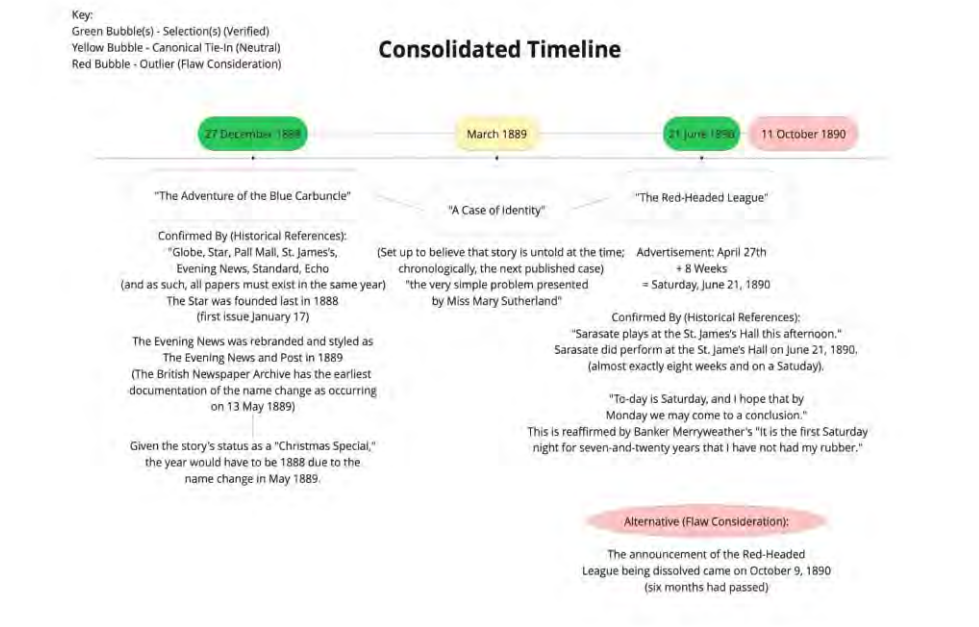 Key:
Green Bubble(s) - Selection(s) (Verified)
Yellow Bubble - Canonical Tie-In (Neutral)
Red Bubble - Outlier (Flaw Consideration)
Consolidated Timeline
27 December 1888
March 1889
21 June 1890
11 October 1890
"The Adventure of the Blue Carbuncle"
Confirmed By (Historical References):
"Globe, Star, Pall Mall, St. James's,
Evening News, Standard, Echo
(and as such, all papers must exist in the same year)
The Star was founded last in 1888
(first issue January 17)
The Evening News was rebranded and styled as
The Evening News and Post in 1889
(The British Newspaper Archive has the earliest
documentation of the name change as occurring
on 13 May 1889)
Given the story's status as a "Christmas Special,"
the year would have to be 1888 due to the
name change in May 1889.
"A Case of Identity"
(Set up to believe that story is untold at the time;
chronologically, the next published case)
"the very simple problem presented
by Miss Mary Sutherland"
"The Red-Headed League"
Advertisement: April 27th
+ 8 Weeks
= Saturday, June 21, 1890
Confirmed By (Historical References):
"Sarasate plays at the St. James's Hall this afternoon."
Sarasate did perform at the St. Jame's Hall on June 21, 1890.
(almost exactly eight weeks and on a Satuday).
"To-day is Saturday, and I hope that by
Monday we may come to a conclusion."
This is reaffirmed by Banker Merryweather's "It is the first Saturday
night for seven-and-twenty years that I have not had my rubber."
Alternative (Flaw Consideration):
The announcement of the Red-Headed
League being dissolved came on October 9, 1890
(six months had passed)